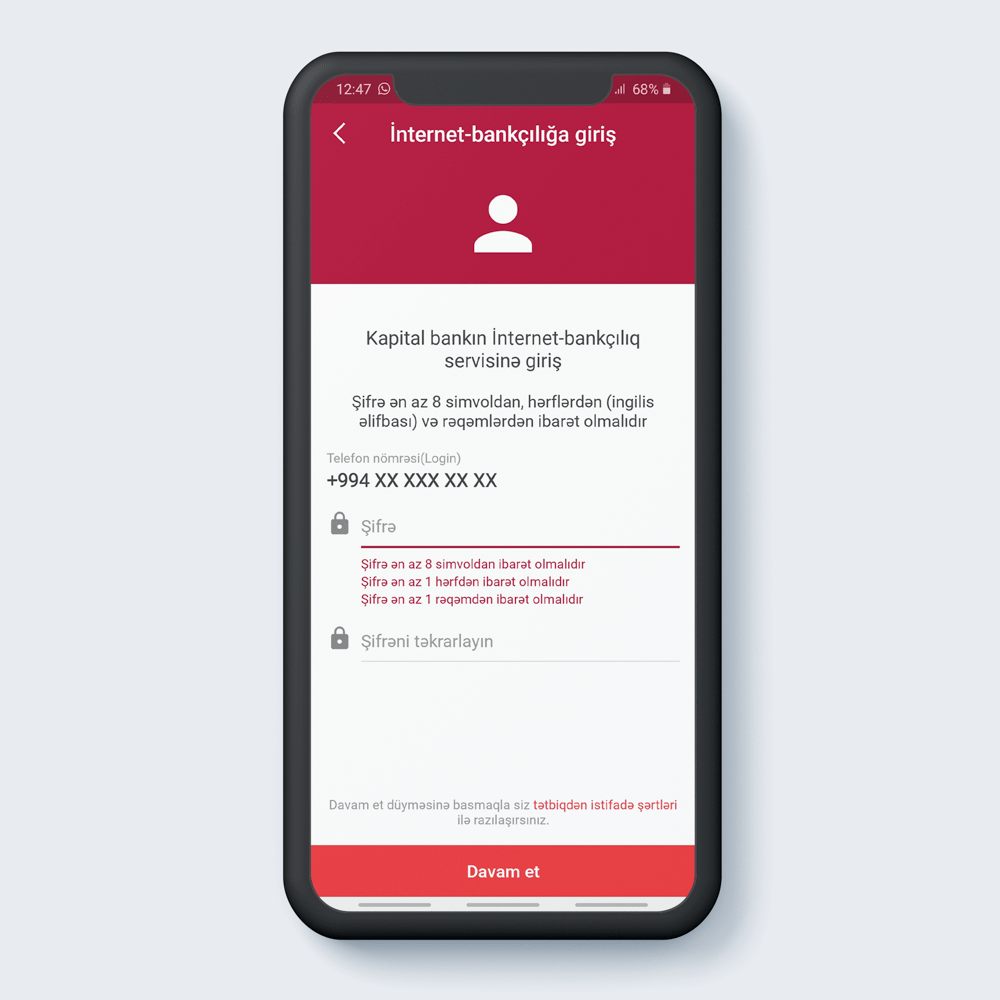 12:47
68%
İnternet-bankçılığa giriş
Kapital bankın İnternet-bankçılıq
servisinə giriş
Şifrə ən az 8 simvoldan, hərflərdən (ingilis
əlifbası) və rəqəmlərdən ibarət olmalıdır
Telefon nömrəsi(Login)
+994 XX XXX XX XX
Şifrə
Şifrə ən az 8 simvoldan ibarət olmalıdır
Şifrə ən az 1 hərfdən ibarət olmalıdır
Şifrə ən az 1 rəqəmdən ibarət olmalıdır
Şifrəni təkrarlayın
Davam et düyməsinə basmaqla siz tətbiqdən istifadə şərtləri
ilə razılaşırsınız.
Davam et